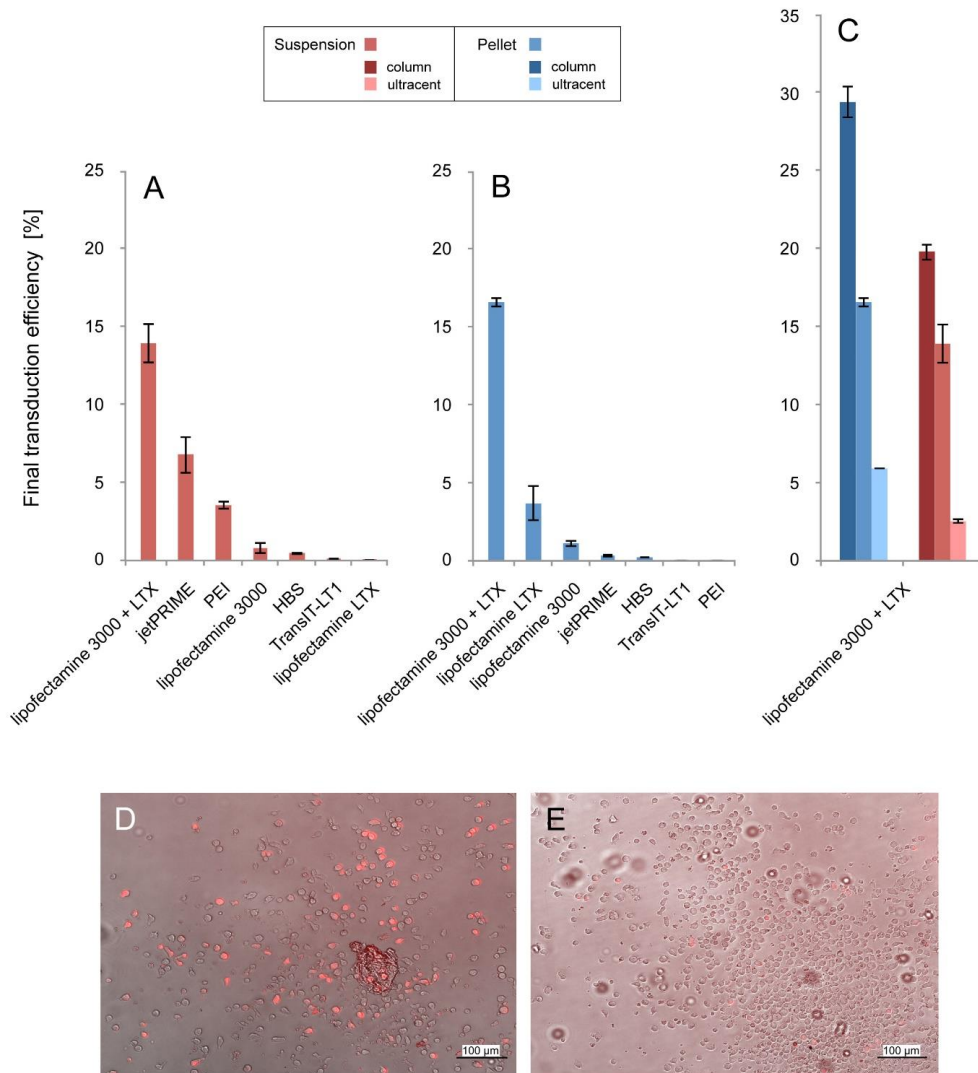 Suspension
column
ultracent
Pellet
column
ultracent
Final transduction efficiency [%]
A
25
20
15
10
5
0
lipofectamine 3000 + LTX
jetPRIME
PEI
lipofectamine 3000
HBS
TransIT-LT1
lipofectamine LTX
B
25
20
15
10
5
0
lipofectamine 3000 + LTX
lipofectamine LTX
lipofectamine 3000
jetPRIME
HBS
TransIT-LT1
PEI
C
35
30
25
20
15
10
5
0
lipofectamine 3000 + LTX
D
100 µm
E
100 µm